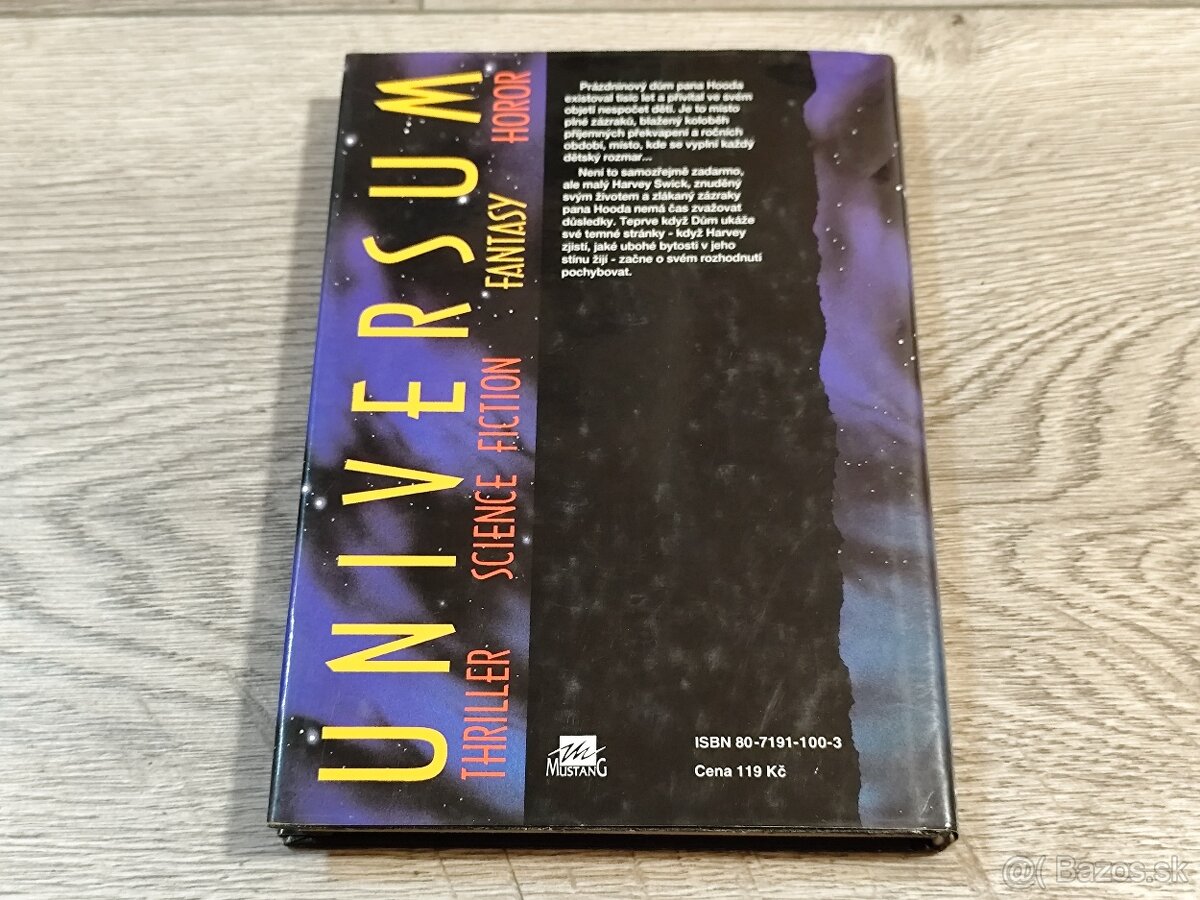 UNIVERSUM
THRILLER SCIENCE FICTION FANTASY HOROR
Prázdninový dům pana Hooda
existoval tisíc let a přivítal ve svém
objetí nespočet dětí. Je to místo
plné zázraků, blažený koloběh
příjemných překvapení a ročních
období, místo, kde se vyplní každý
dětský rozmar...
Není to samozřejmě zadarmo,
ale malý Harvey Swick, znuděný
svým životem a zlákaný zázraky
pana Hooda nemá čas zvažovat
důsledky. Teprve když Dům ukáže
své temné stránky - když Harvey
zjistí, jaké ubohé bytosti v jeho
stínu žijí - začne o svém rozhodnutí
pochybovat.
MUSTANG
ISBN 80-7191-100-3
Cena 119 Kč
@( Bazos.sk